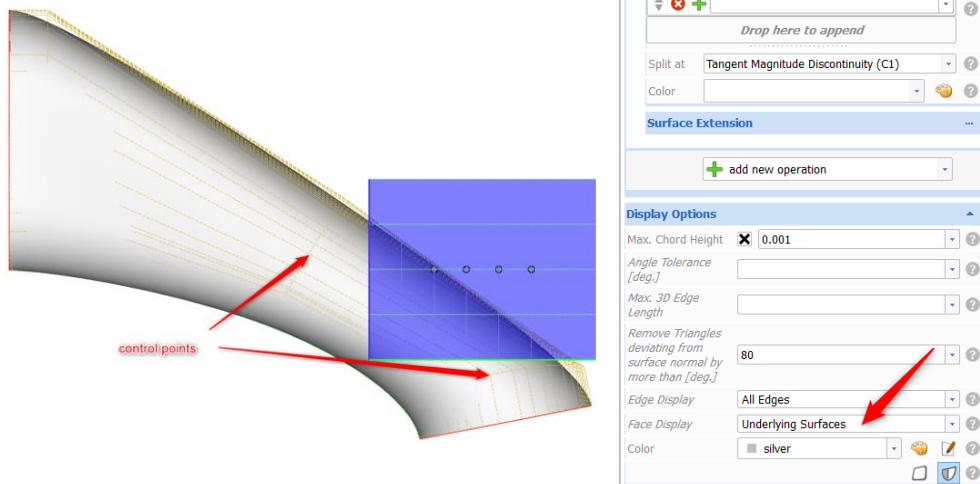 control points
Drop here to append
Split at
Tangent Magnitude Discontinuity (C1)
Color
Surface Extension
...
add new operation
Display Options
Max. Chord Height
0.001
Angle Tolerance
[deg.]
Max. 3D Edge
Length
Remove Triangles
deviating from
surface normal by
more than [deg.]
80
Edge Display
All Edges
Face Display
Underlying Surfaces
Color
silver